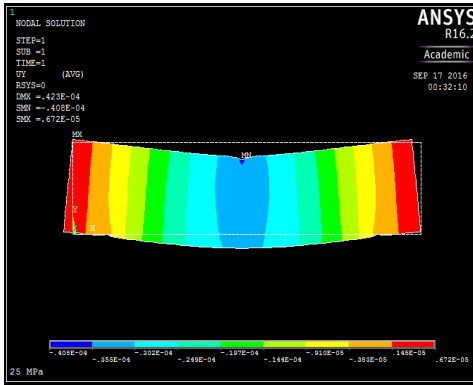 1
NODAL SOLUTION
STEP=1
SUB =1
TIME=1
UY (AVG)
RSYS=0
DMX =.423E-04
SMN =-.408E-04
SMX =.672E-05
ANSYS
R16.2
Academic
SEP 17 2016
00:32:10
MX
MN
Y
X
-.408E-04 -.302E-04 -.197E-04 -.910E-05 .145E-05
-.355E-04 -.249E-04 -.144E-04 -.383E-05 .672E-05
25 MPa